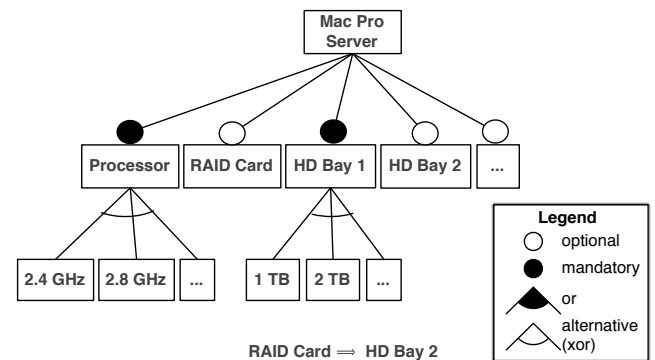 Mac Pro
Server
Processor
RAID Card
HD Bay 1
HD Bay 2
...
2.4 GHz
2.8 GHz
...
1 TB
2 TB
...
Legend
optional
mandatory
or
alternative
(xor)
RAID Card ⟹ HD Bay 2